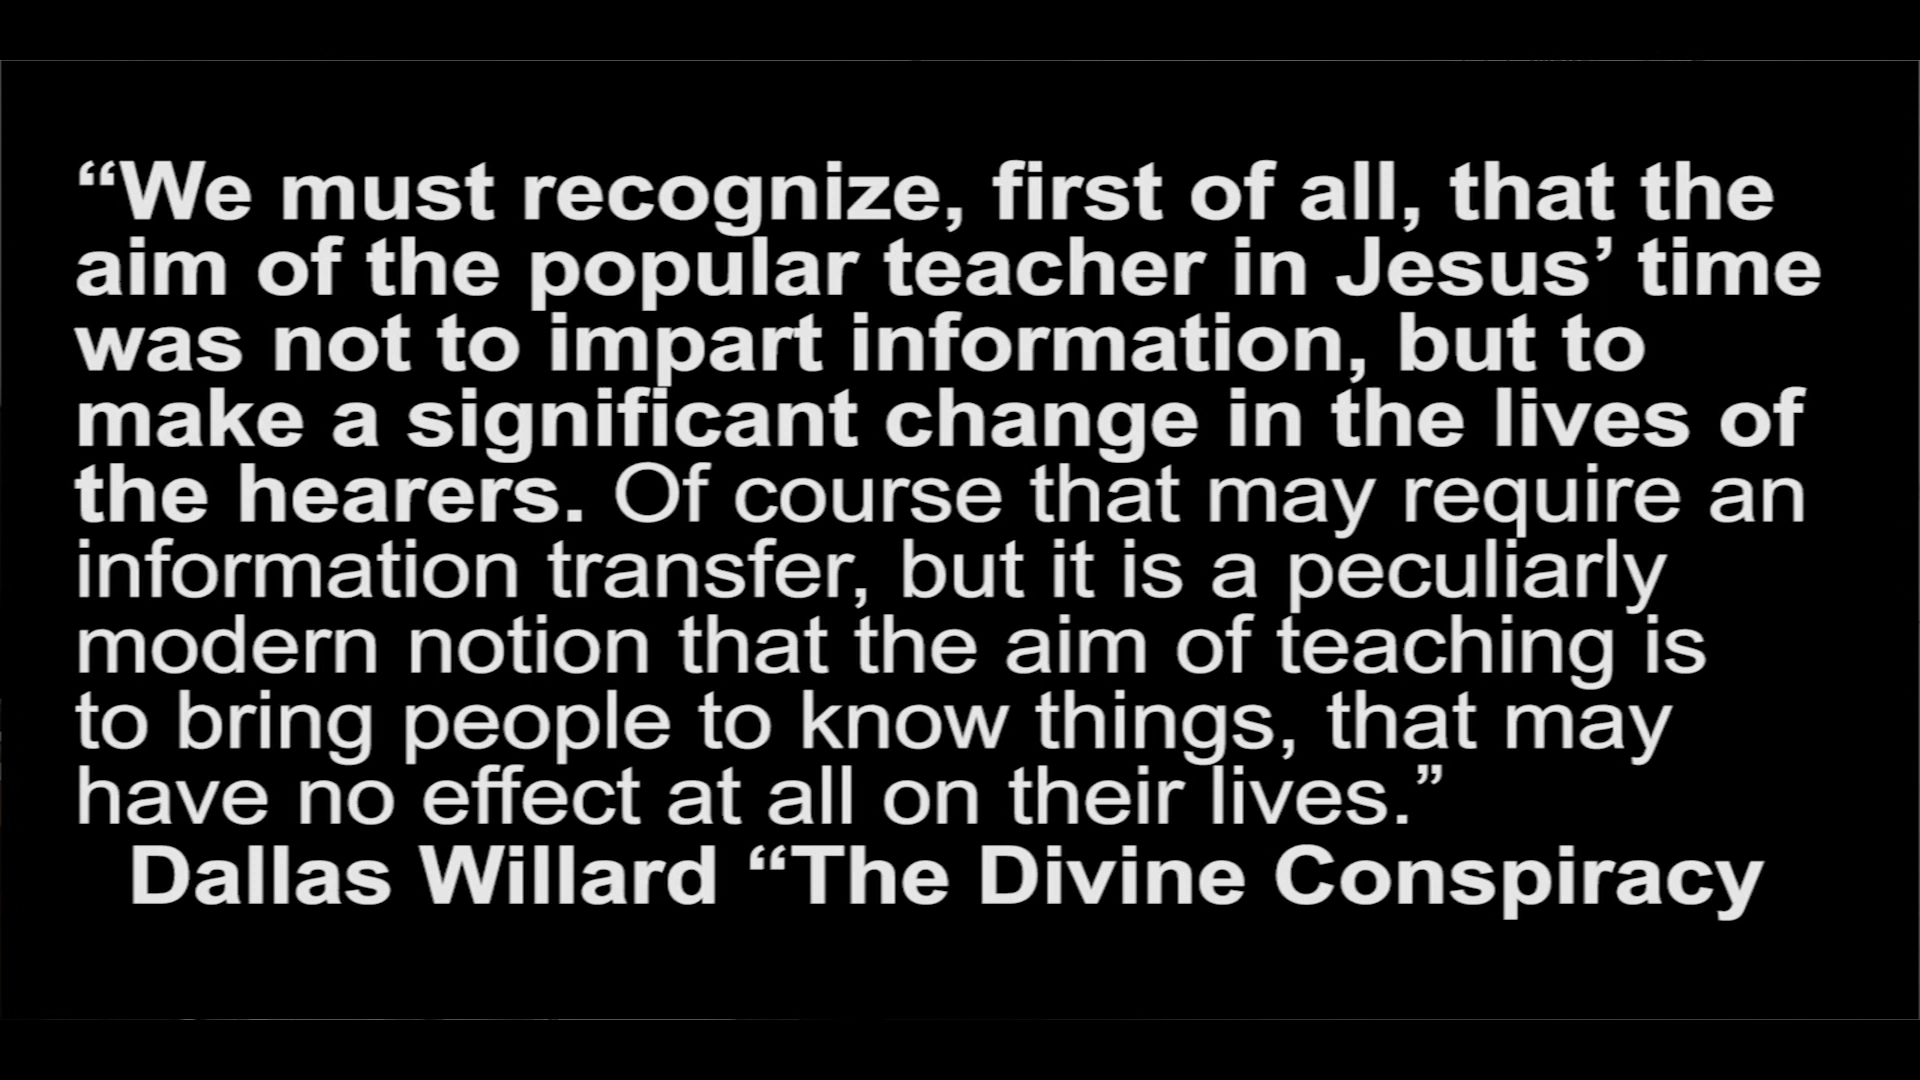 “We must recognize, first of all, that the
aim of the popular teacher in Jesus’ time
was not to impart information, but to
make a significant change in the lives of
the hearers. Of course that may require an
information transfer, but it is a peculiarly
modern notion that the aim of teaching is
to bring people to know things, that may
have no effect at all on their lives.”
Dallas Willard “The Divine Conspiracy